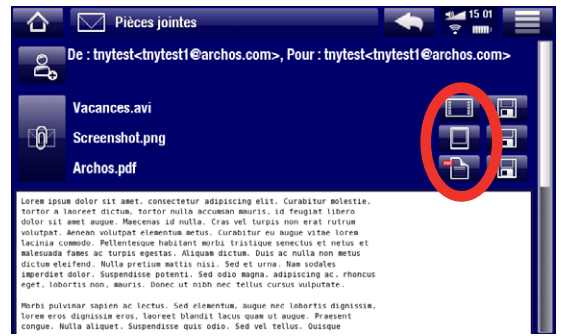 Pièces jointes
15 01
De : tnytest<tnytest1@archos.com>, Pour : tnytest<tnytest1@archos.com>
Vacances.avi
Screenshot.png
Archos.pdf
Lorem ipsum dolor sit amet, consectetur adipiscing elit. Curabitur molestie,
tortor a laoreet dictum, tortor nulla accumsan mauris, id feugiat libero
dolor sit amet augue. Maecenas id nulla. Cras vel turpis non erat rutrum
volutpat. Aenean volutpat elementum metus. Curabitur eu augue vitae lorem
lacinia commodo. Pellentesque habitant morbi tristique senectus et netus et
malesuada fames ac turpis egestas. Aliquam dictum. Duis ac nulla non metus
dictum eleifend. Nulla pretium mattis nisi. Sed et urna. Nam sodales
imperdiet dolor. Suspendisse potenti. Sed odio magna, adipiscing ac, rhoncus
eget, lobortis non, mauris. Donec ut nibh nec tellus cursus vulputate.
Morbi pulvinar sapien ac lectus. Sed elementum, augue nec lobortis dignissim,
lorem eros dignissim eros, laoreet blandit lacus quam ut augue. Praesent
congue. Nulla aliquet. Suspendisse quis odio. Sed vel tellus. Quisque